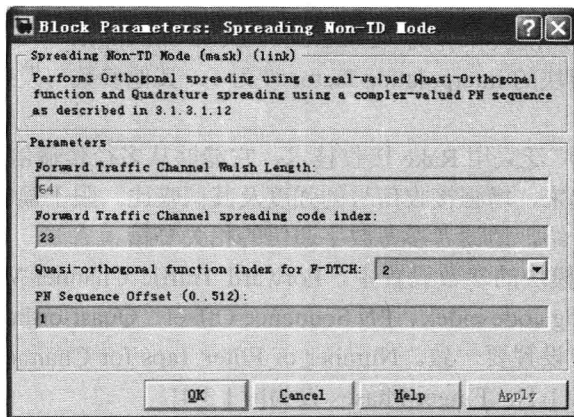 Block Parameters: Spreading Non-TD Mode
Spreading Non-TD Mode (mask) (link)
Performs Orthogonal spreading using a real-valued Quasi-Orthogonal
function and Quadrature spreading using a complex-valued PN sequence
as described in 3.1.3.1.12
Parameters
Forward Traffic Channel Walsh Length:
64
Forward Traffic Channel spreading code index:
23
Quasi-orthogonal function index for F-DTCH: 2
PN Sequence Offset (0..512):
1
OK Cancel Help Apply